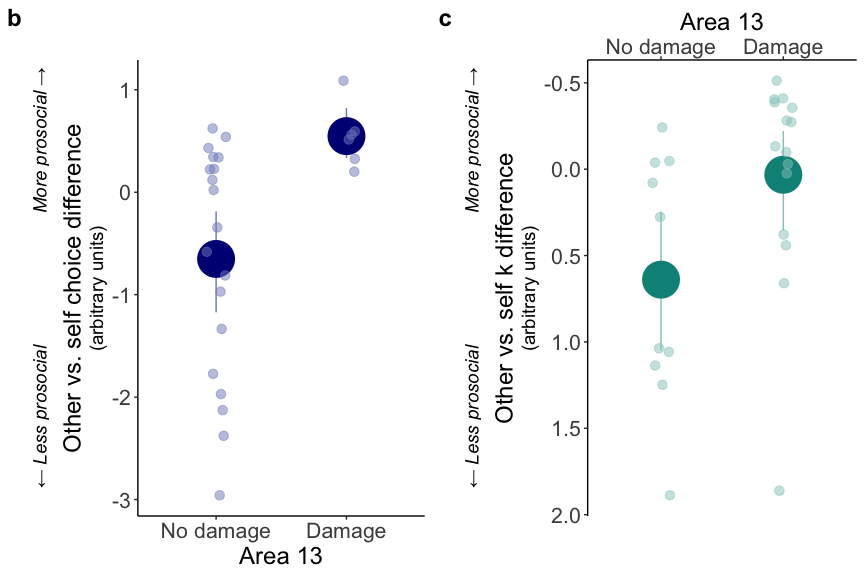 b
More prosocial →
← Less prosocial
Other vs. self choice difference
(arbitrary units)
1
0
-1
-2
-3
No damage Damage
Area 13
c
Area 13
No damage Damage
More prosocial →
← Less prosocial
Other vs. self k difference
(arbitrary units)
-0.5
0.0
0.5
1.0
1.5
2.0